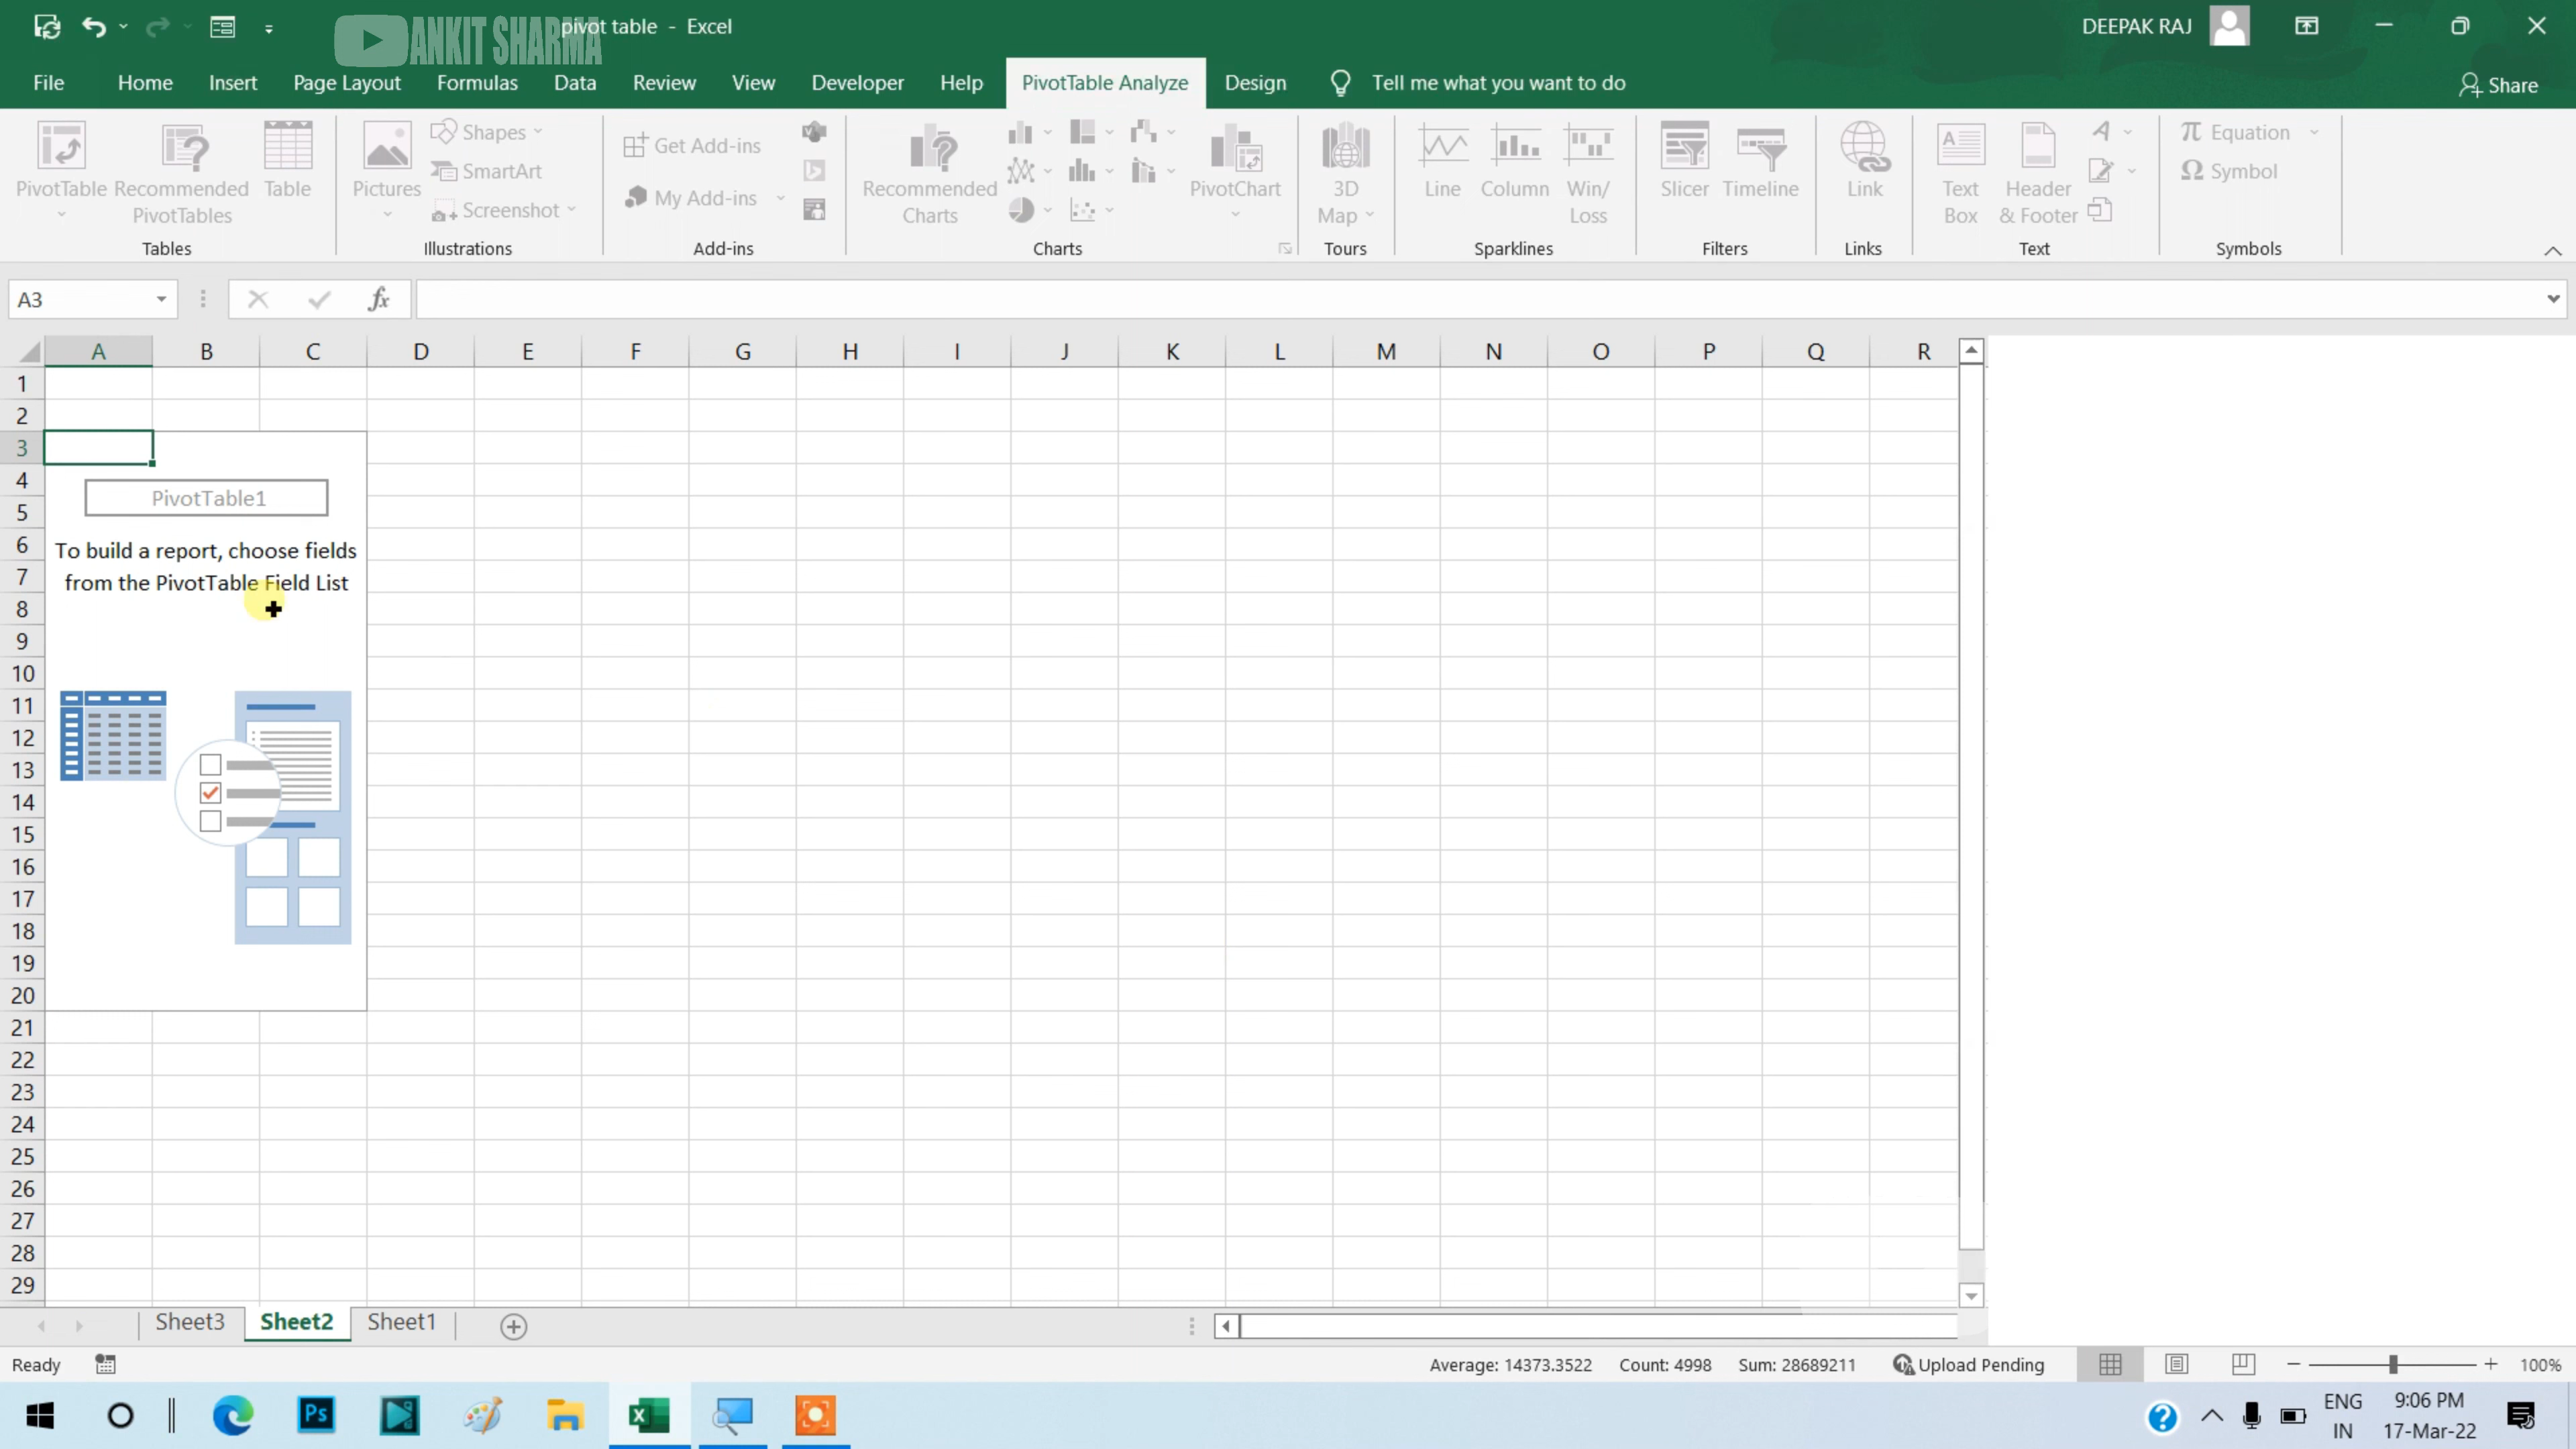 ANKIT SHARMA
pivot table - Excel
DEEPAK RAJ
File Home Insert Page Layout Formulas Data Review View Developer Help PivotTable Analyze Design Tell me what you want to do Share
PivotTable
Recommended
PivotTables
Table
Tables
Pictures
Shapes
SmartArt
Screenshot
Illustrations
Get Add-ins
My Add-ins
Add-ins
Recommended
Charts
PivotChart
Charts
3D
Map
Tours
Line
Column
Win/
Loss
Sparklines
Slicer
Timeline
Filters
Link
Links
Text
Box
Header
& Footer
Text
Equation
Symbol
Symbols
A3
fx
A B C D E F G H I J K L M N O P Q R
1
2
3
4
5
6
7
8
9
10
11
12
13
14
15
16
17
18
19
20
21
22
23
24
25
26
27
28
29
PivotTable1
To build a report, choose fields
from the PivotTable Field List
Sheet3 Sheet2 Sheet1
Ready
Average: 14373.3522 Count: 4998 Sum: 28689211 Upload Pending 100%
Ps
ENG
IN
9:06 PM
17-Mar-22